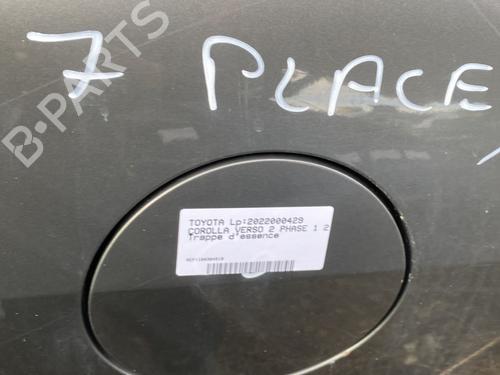 B-PARTS
7 PLACE
TOYOTA Lp:2022000429
COROLLA VERSO 2 PHASE 1 2
Trappe d'essence